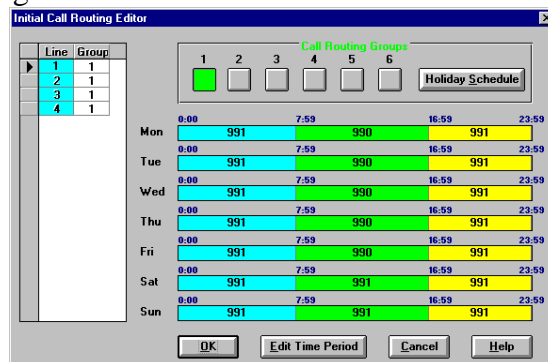 Initial Call Routing Editor
Line Group
1 1
2 1
3 1
4 1
Call Routing Groups
1 2 3 4 5 6
Holiday Schedule
0:00 7:59 16:59 23:59
Mon 991 990 991
0:00 7:59 16:59 23:59
Tue 991 990 991
0:00 7:59 16:59 23:59
Wed 991 990 991
0:00 7:59 16:59 23:59
Thu 991 990 991
0:00 7:59 16:59 23:59
Fri 991 990 991
0:00 7:59 16:59 23:59
Sat 991 991 991
0:00 7:59 16:59 23:59
Sun 991 991 991
OK Edit Time Period Cancel Help